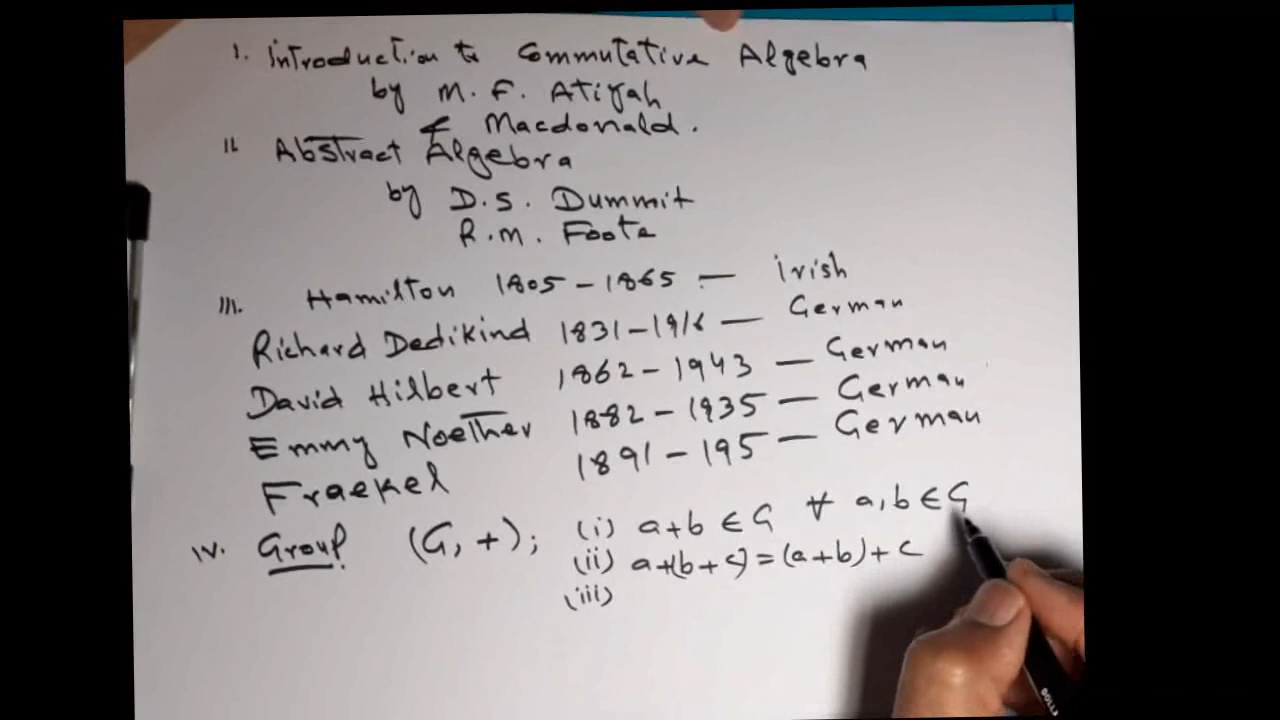 I. Introduction to Commutative Algebra
by M. F. Atiyah
& Macdonald.
II. Abstract Algebra
by D.S. Dummit
R.M. Foote
III. Hamilton 1805 – 1865 – Irish
Richard Dedikind 1831 – 1916 – German
David Hilbert 1862 – 1943 – German
Emmy Noether 1882 – 1935 – German
Fraekel 1891 – 195 – German
IV. Group (G, +); (i) a+b ∈ G ∀ a,b ∈ G
(ii) a+(b+c) = (a+b)+c
(iii)